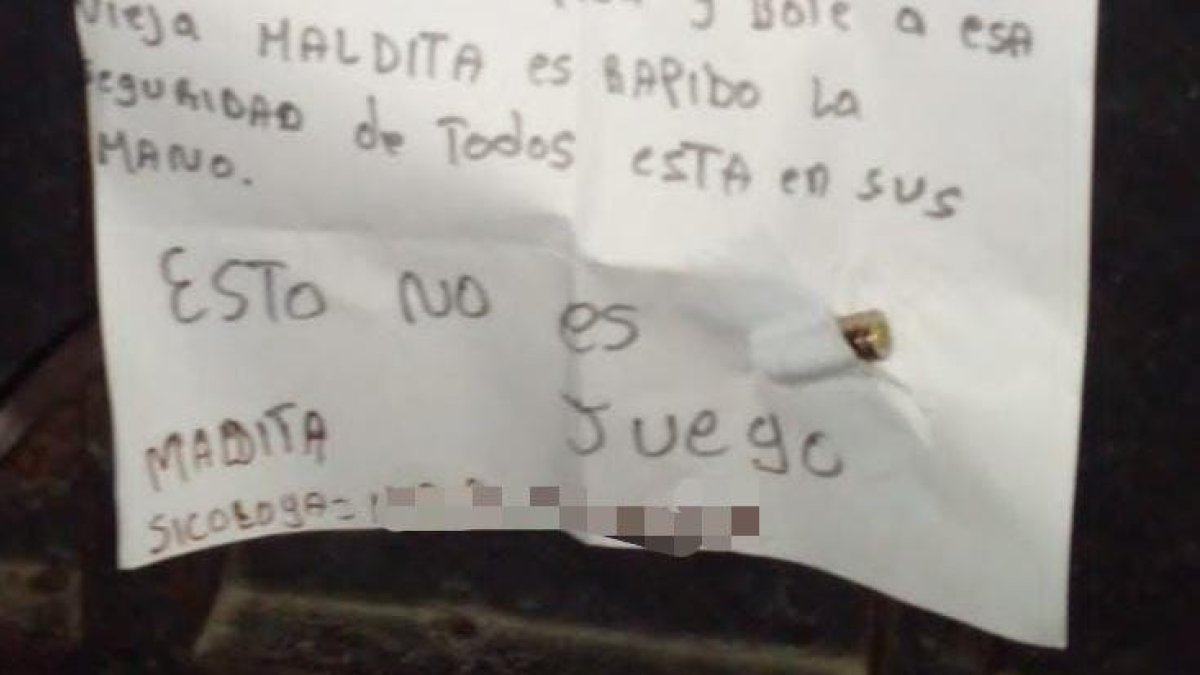 y BOTE A ESA
VIEJA MALDITA es RAPIDO LA
SEGURIDAD de TODOS ESTA en SUS
MANO.
ESTO NO es
JUEGO
MALDITA
SICOLOGA=